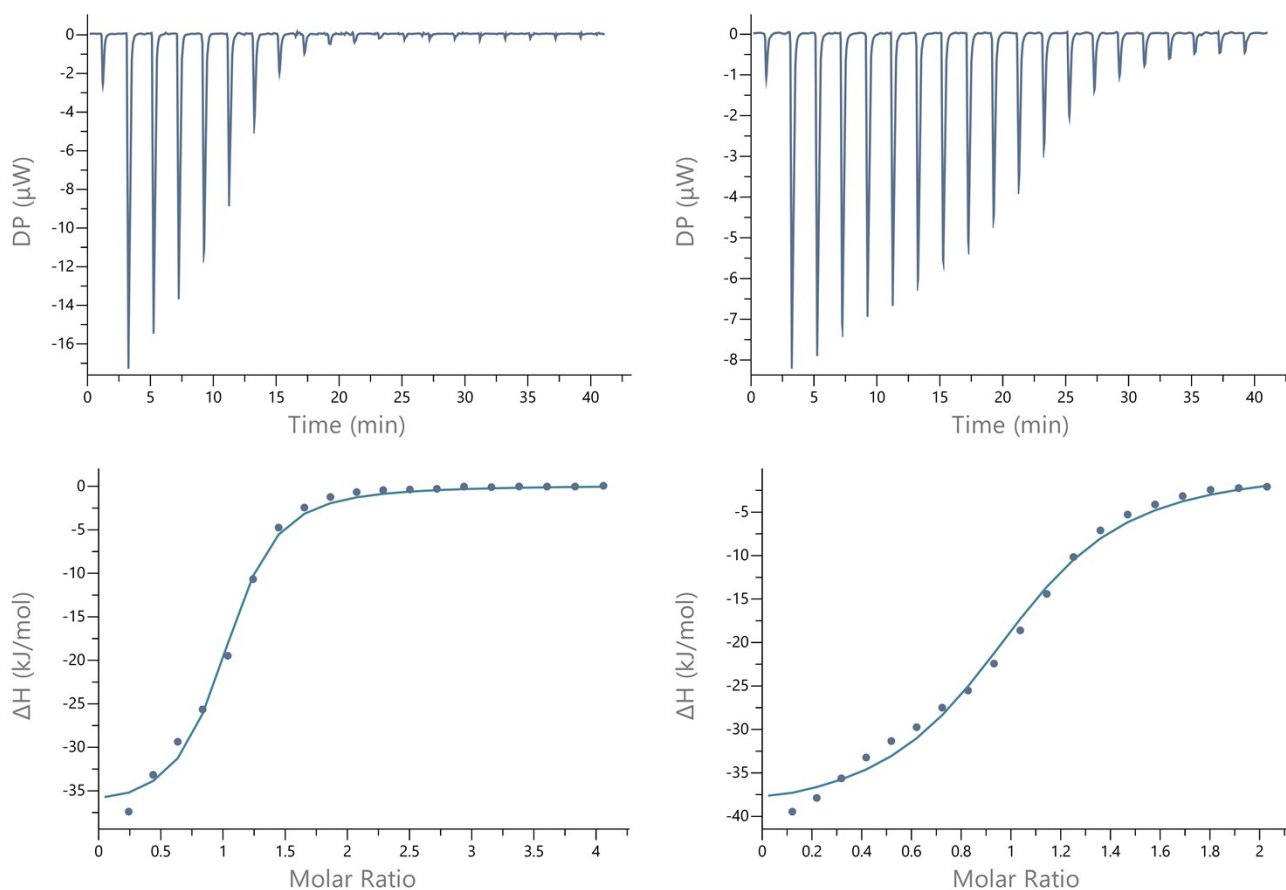 0
-2
-4
-6
-8
-10
-12
-14
-16
DP (µW)
0 5 10 15 20 25 30 35 40
Time (min)
0
-1
-2
-3
-4
-5
-6
-7
-8
DP (µW)
0 5 10 15 20 25 30 35 40
Time (min)
0
-5
-10
-15
-20
-25
-30
-35
ΔH (kJ/mol)
0 0.5 1 1.5 2 2.5 3 3.5 4
Molar Ratio
-5
-10
-15
-20
-25
-30
-35
-40
ΔH (kJ/mol)
0 0.2 0.4 0.6 0.8 1 1.2 1.4 1.6 1.8 2
Molar Ratio